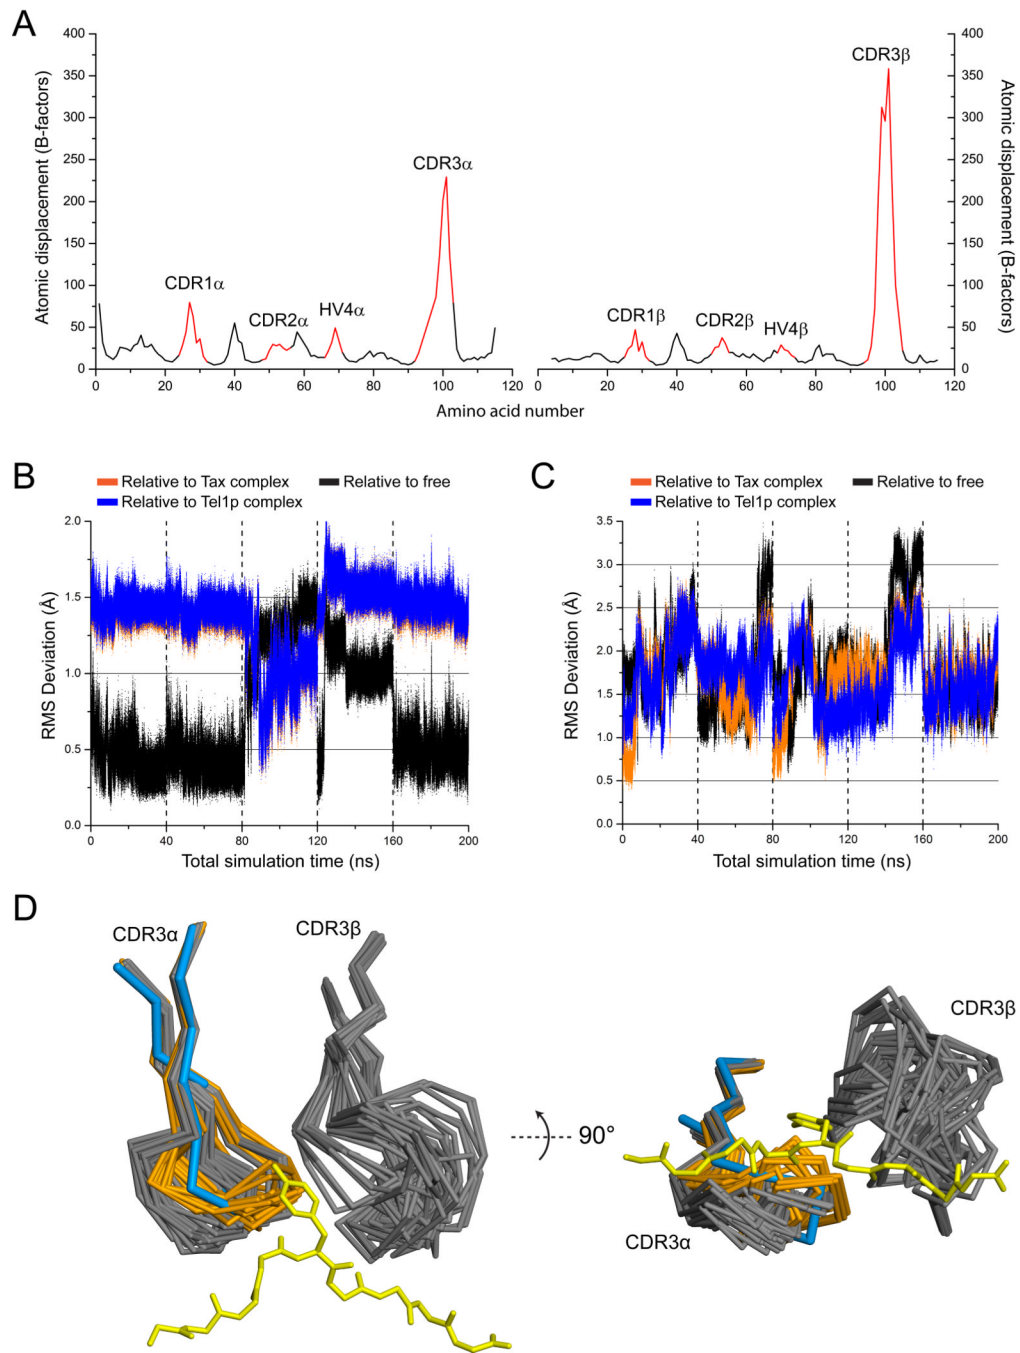 A
Atomic displacement (B-factors)
400
350
300
250
200
150
100
50
0
0 20 40 60 80 100 120
CDR1α
CDR2α
HV4α
CDR3α
0 20 40 60 80 100 120
CDR1β
CDR2β
HV4β
CDR3β
400
350
300
250
200
150
100
50
0
Atomic displacement (B-factors)
Amino acid number
B
Relative to Tax complex
Relative to free
Relative to Tel1p complex
RMS Deviation (Å)
2.0
1.5
1.0
0.5
0.0
0 40 80 120 160 200
Total simulation time (ns)
C
Relative to Tax complex
Relative to free
Relative to Tel1p complex
RMS Deviation (Å)
3.5
3.0
2.5
2.0
1.5
1.0
0.5
0.0
0 40 80 120 160 200
Total simulation time (ns)
D
CDR3α
CDR3β
90°
CDR3β
CDR3α